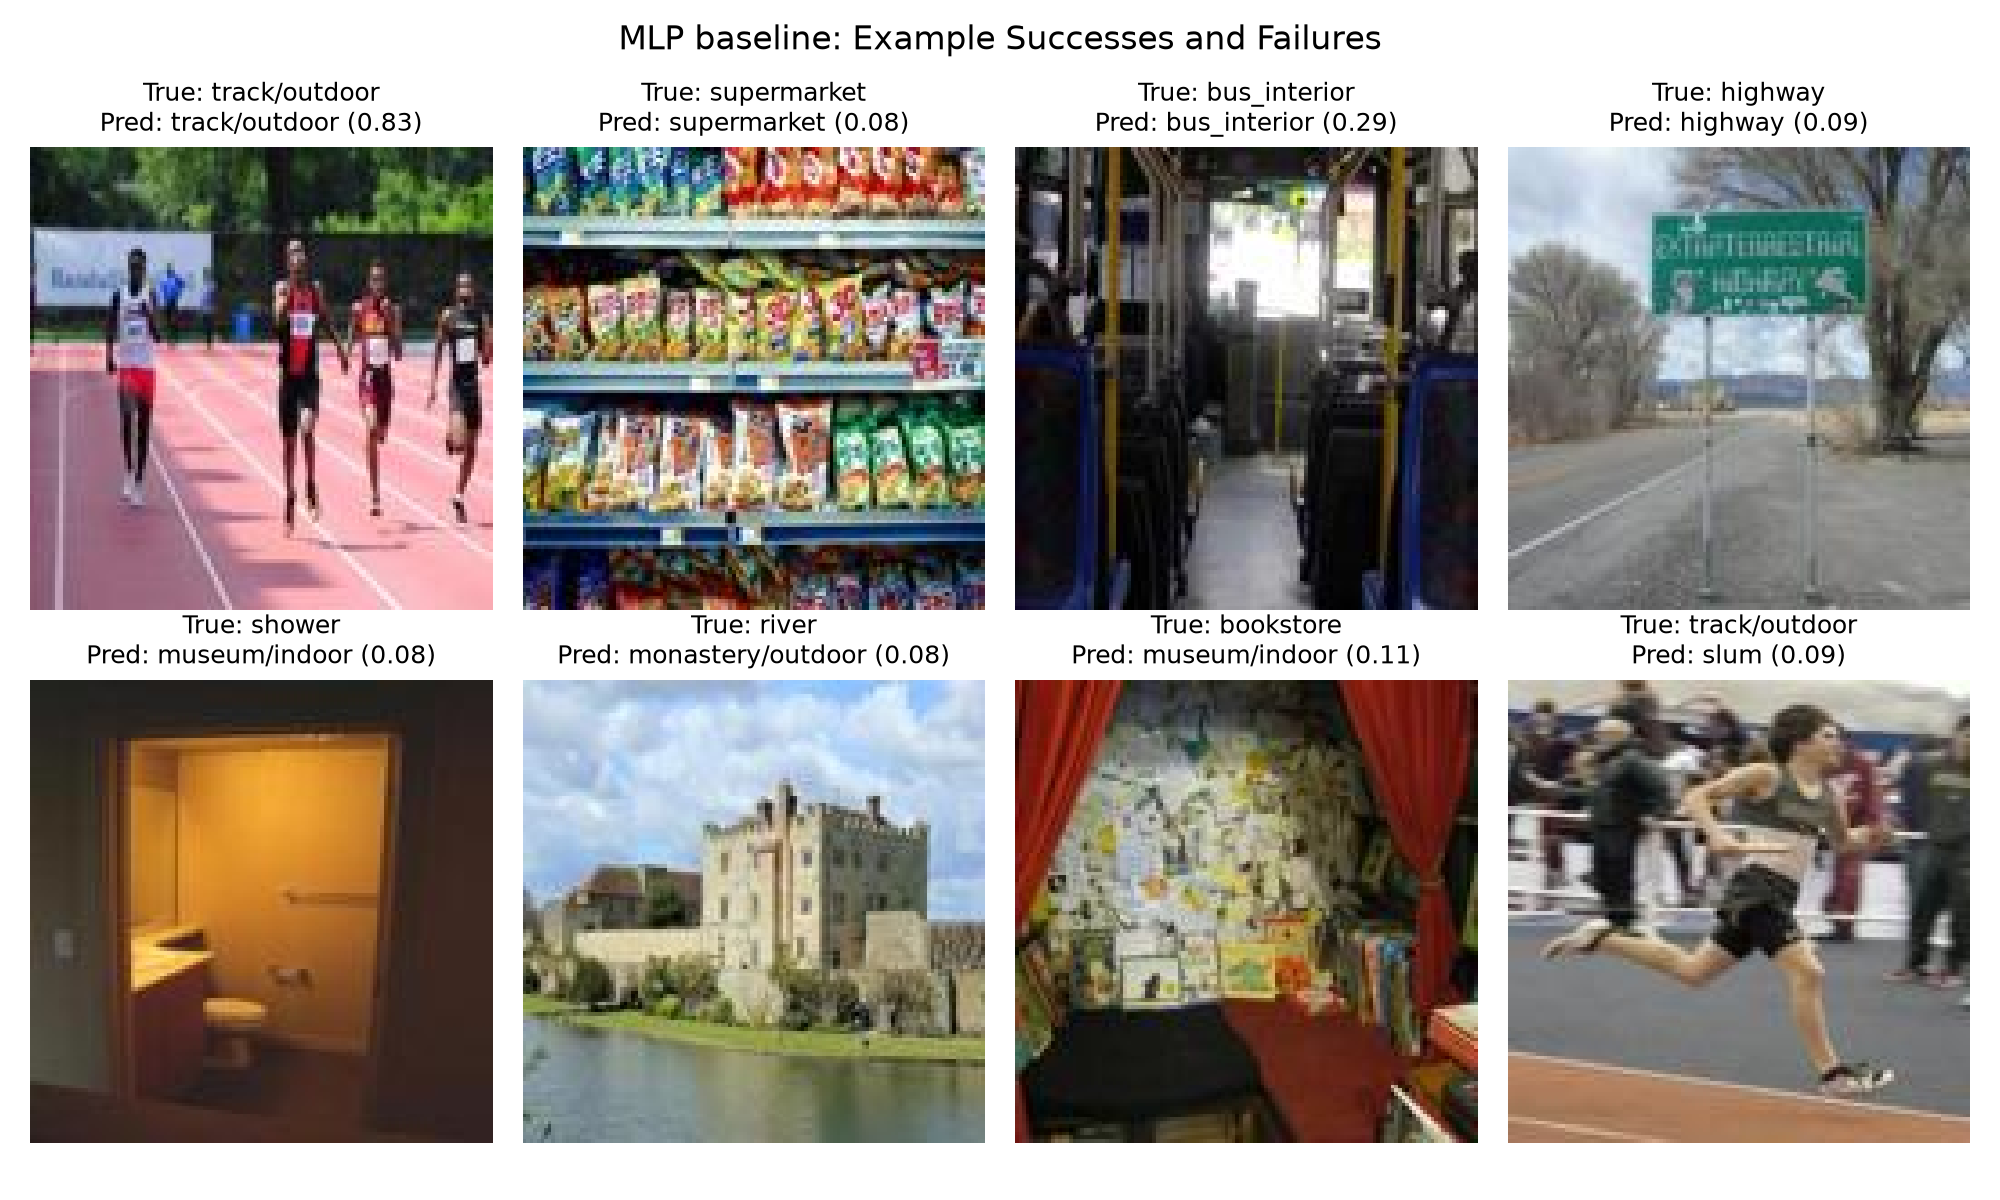 MLP baseline: Example Successes and Failures
True: track/outdoor
Pred: track/outdoor (0.83)
True: supermarket
Pred: supermarket (0.08)
True: bus_interior
Pred: bus_interior (0.29)
True: highway
Pred: highway (0.09)
EXTRATERRESTRIAL
HIGHWAY
True: shower
Pred: museum/indoor (0.08)
True: river
Pred: monastery/outdoor (0.08)
True: bookstore
Pred: museum/indoor (0.11)
True: track/outdoor
Pred: slum (0.09)